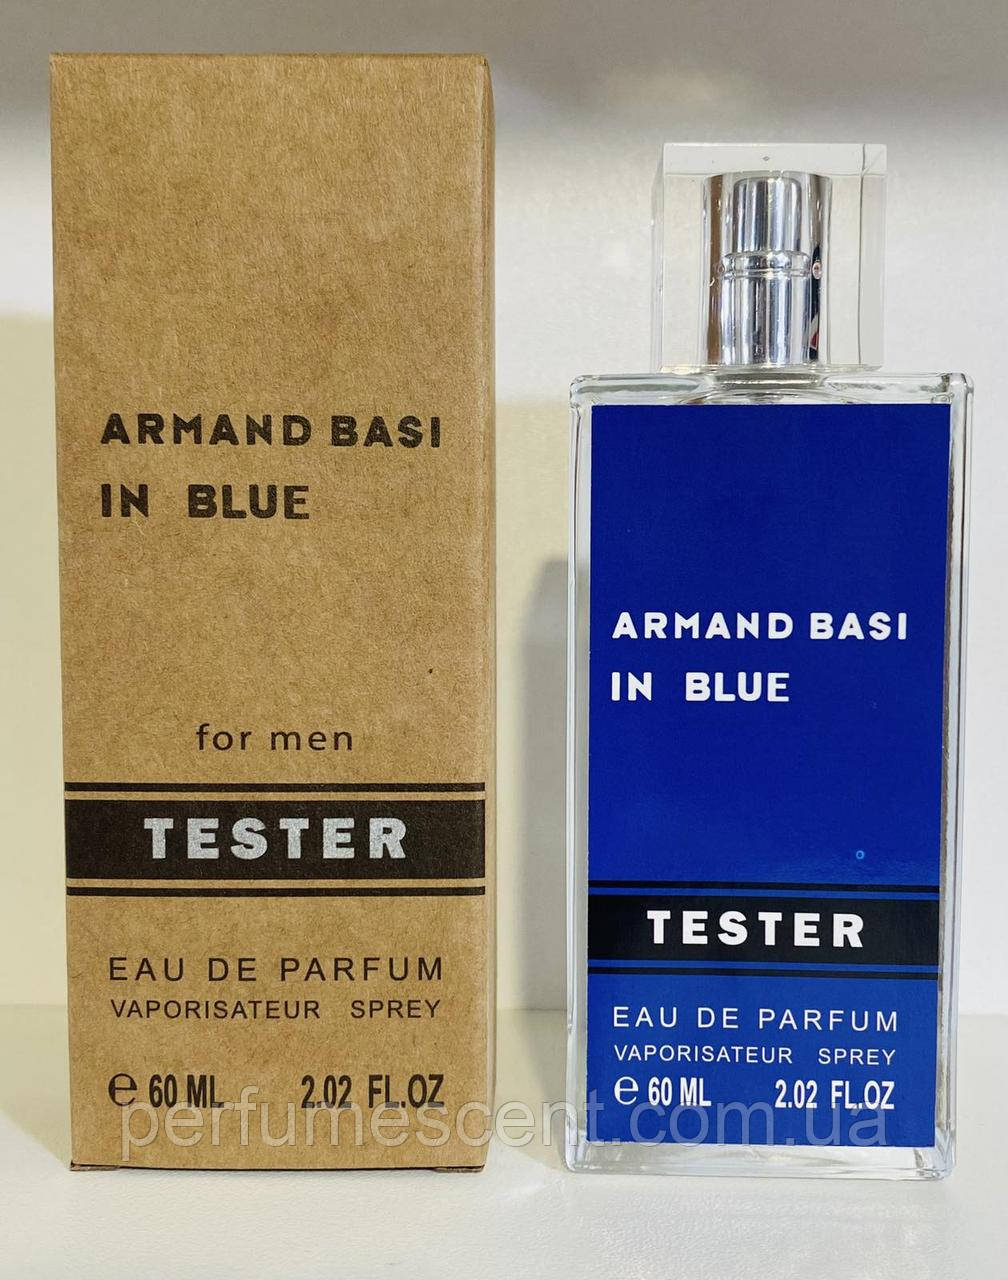 ARMAND BASI
IN BLUE
for men
TESTER
EAU DE PARFUM
VAPORISATEUR SPREY
e 60 ML 2.02 FL.OZ
ARMAND BASI
IN BLUE
TESTER
EAU DE PARFUM
VAPORISATEUR SPREY
e 60 ML 2.02 FL.OZ
perfumescent.com.ua